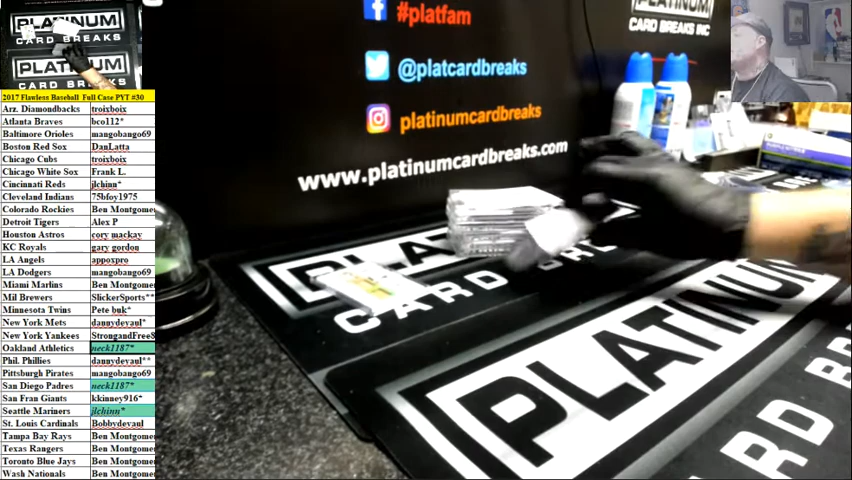 PLATINUM
CARD BREAKS
PLATINUM
CARD BREAKS
2017 Flawless Baseball Full Case PYT #30
Arz. Diamondbacks troixboix
Atlanta Braves bco112*
Baltimore Orioles mangobango69
Boston Red Sox DanLatta
Chicago Cubs troixboix
Chicago White Sox Frank L.
Cincinnati Reds jlchinn*
Cleveland Indians 75bfoy1975
Colorado Rockies Ben Montgome
Detroit Tigers Alex P
Houston Astros cory mackay
KC Royals gary gordon
LA Angels appoxpro
LA Dodgers mangobango69
Miami Marlins Ben Montgome
Mil Brewers SlickerSports**
Minnesota Twins Pete buk*
New York Mets dannydevaul*
New York Yankees StrongandFreeS
Oakland Athletics neck1187*
Phil. Phillies dannydevaul**
Pittsburgh Pirates mangobango69
San Diego Padres neck1187*
San Fran Giants kkinney916*
Seattle Mariners jlchinn*
St. Louis Cardinals Bobbydevaul
Tampa Bay Rays Ben Montgome
Texas Rangers Ben Montgome
Toronto Blue Jays Ben Montgome
Wash Nationals Ben Montgome
#platfam
@platcardbreaks
platinumcardbreaks
www.platinumcardbreaks.com
PLATINUM
CARD BREAKS INC
PLAT
CARD BRE
PLATINUM
CARD B